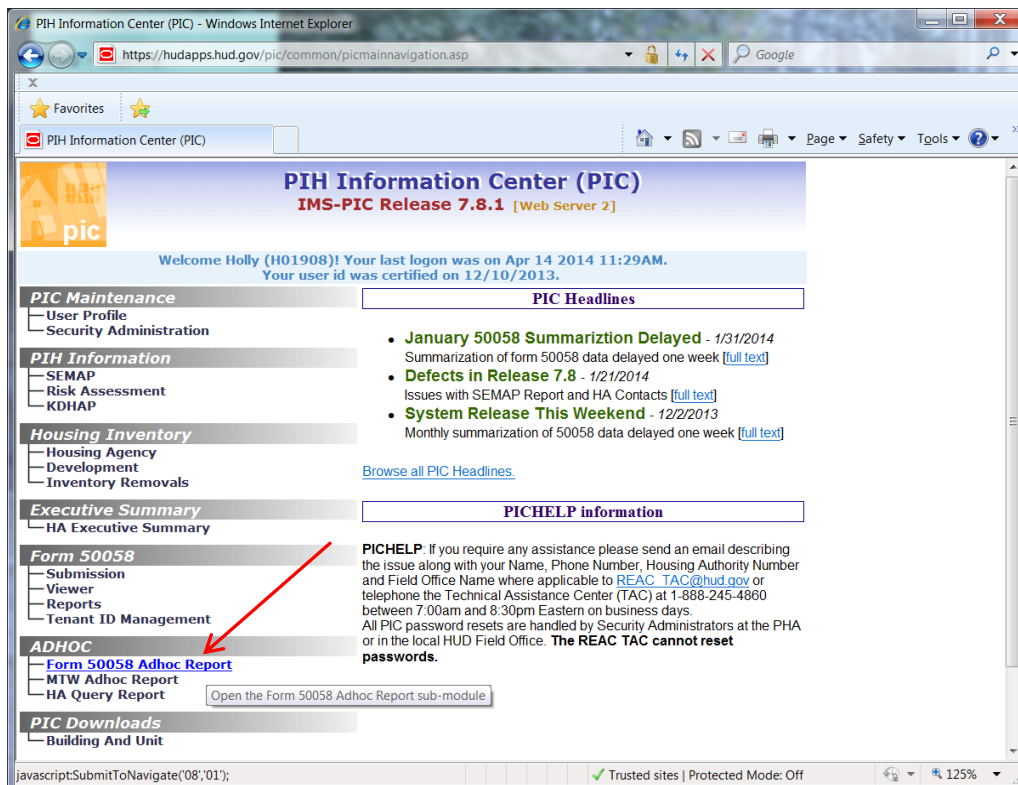 PIH Information Center (PIC) - Windows Internet Explorer
https://hudapps.hud.gov/pic/common/picmainnavigation.asp
Google
x
Favorites
PIH Information Center (PIC)
Page Safety Tools
PIH Information Center (PIC)
IMS-PIC Release 7.8.1 [Web Server 2]
pic
Welcome Holly (H01908)! Your last logon was on Apr 14 2014 11:29AM.
Your user id was certified on 12/10/2013.
PIC Maintenance
User Profile
Security Administration
PIH Information
SEMAP
Risk Assessment
KDHAP
Housing Inventory
Housing Agency
Development
Inventory Removals
Executive Summary
HA Executive Summary
Form 50058
Submission
Viewer
Reports
Tenant ID Management
ADHOC
Form 50058 Adhoc Report
MTW Adhoc Report
HA Query Report
Open the Form 50058 Adhoc Report sub-module
PIC Downloads
Building And Unit
PIC Headlines
• January 50058 Summariztion Delayed - 1/31/2014
Summarization of form 50058 data delayed one week [full text]
• Defects in Release 7.8 - 1/21/2014
Issues with SEMAP Report and HA Contacts [full text]
• System Release This Weekend - 12/2/2013
Monthly summarization of 50058 data delayed one week [full text]
Browse all PIC Headlines.
PICHELP information
PICHELP: If you require any assistance please send an email describing
the issue along with your Name, Phone Number, Housing Authority Number
and Field Office Name where applicable to REAC_TAC@hud.gov or
telephone the Technical Assistance Center (TAC) at 1-888-245-4860
between 7:00am and 8:30pm Eastern on business days.
All PIC password resets are handled by Security Administrators at the PHA
or in the local HUD Field Office. The REAC TAC cannot reset
passwords.
javascript:SubmitToNavigate('08','01');
Trusted sites | Protected Mode: Off
125%